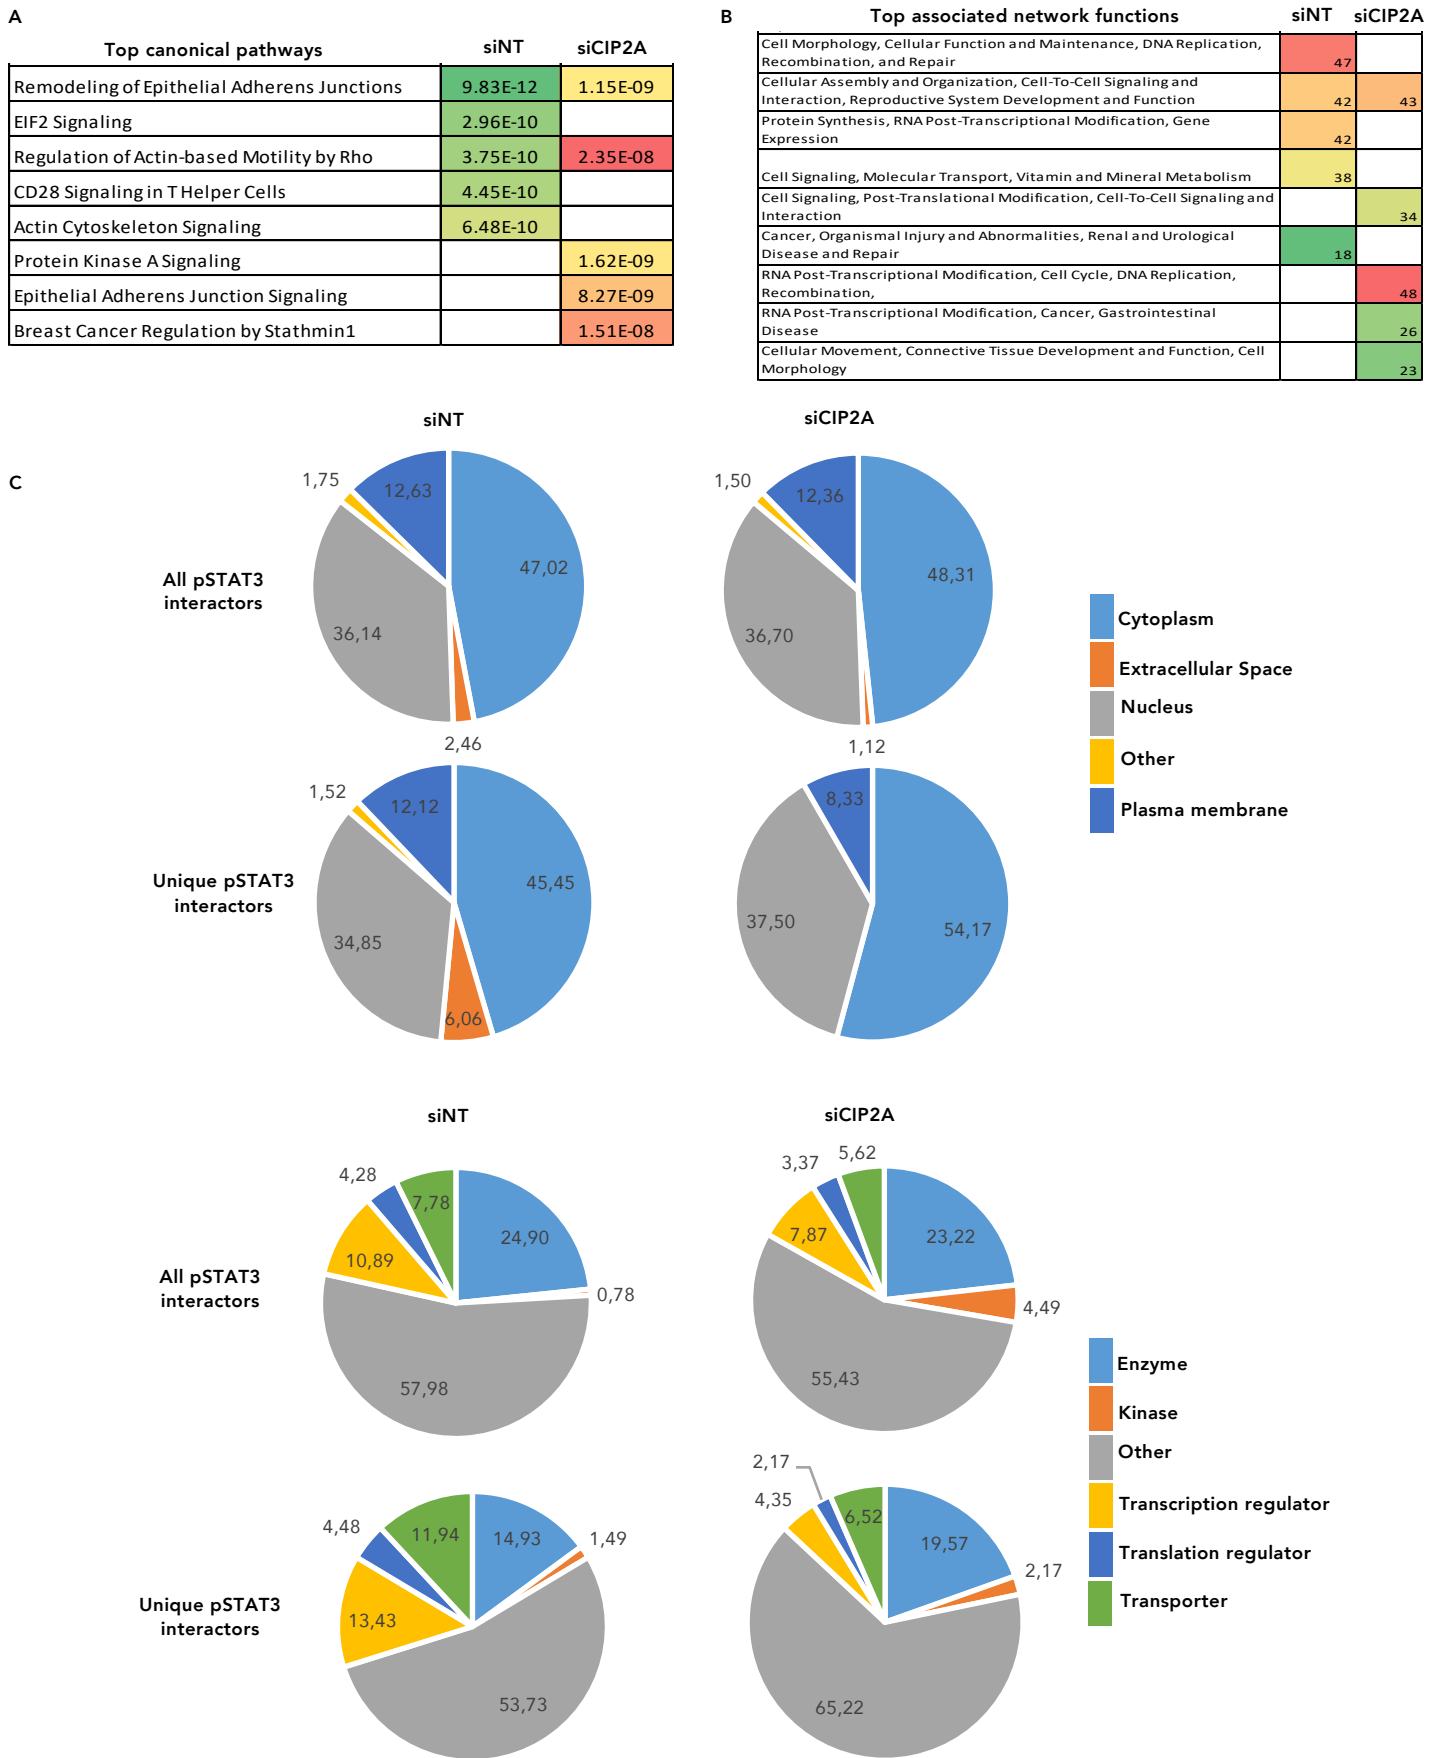 A
Top canonical pathways siNT siCIP2A
Remodeling of Epithelial Adherens Junctions 9.83E-12 1.15E-09
EIF2 Signaling 2.96E-10
Regulation of Actin-based Motility by Rho 3.75E-10 2.35E-08
CD28 Signaling in T Helper Cells 4.45E-10
Actin Cytoskeleton Signaling 6.48E-10
Protein Kinase A Signaling 1.62E-09
Epithelial Adherens Junction Signaling 8.27E-09
Breast Cancer Regulation by Stathmin1 1.51E-08
B
Top associated network functions siNT siCIP2A
Cell Morphology, Cellular Function and Maintenance, DNA Replication,
Recombination, and Repair 47
Cellular Assembly and Organization, Cell-To-Cell Signaling and
Interaction, Reproductive System Development and Function 42 43
Protein Synthesis, RNA Post-Transcriptional Modification, Gene
Expression 42
Cell Signaling, Molecular Transport, Vitamin and Mineral Metabolism 38
Cell Signaling, Post-Translational Modification, Cell-To-Cell Signaling and
Interaction 34
Cancer, Organismal Injury and Abnormalities, Renal and Urological
Disease and Repair 18
RNA Post-Transcriptional Modification, Cell Cycle, DNA Replication,
Recombination, 48
RNA Post-Transcriptional Modification, Cancer, Gastrointestinal
Disease 26
Cellular Movement, Connective Tissue Development and Function, Cell
Morphology 23
C
siNT siCIP2A
All pSTAT3
interactors
1,75
12,63
47,02
36,14
2,46
1,50
12,36
48,31
36,70
1,12
Unique pSTAT3
interactors
1,52
12,12
45,45
34,85
6,06
8,33
37,50
54,17
Cytoplasm
Extracellular Space
Nucleus
Other
Plasma membrane
siNT siCIP2A
All pSTAT3
interactors
4,28
7,78
24,90
10,89
0,78
57,98
3,37
5,62
7,87
23,22
4,49
55,43
Unique pSTAT3
interactors
4,48
11,94
14,93
1,49
13,43
53,73
2,17
4,35
6,52
19,57
2,17
65,22
Enzyme
Kinase
Other
Transcription regulator
Translation regulator
Transporter